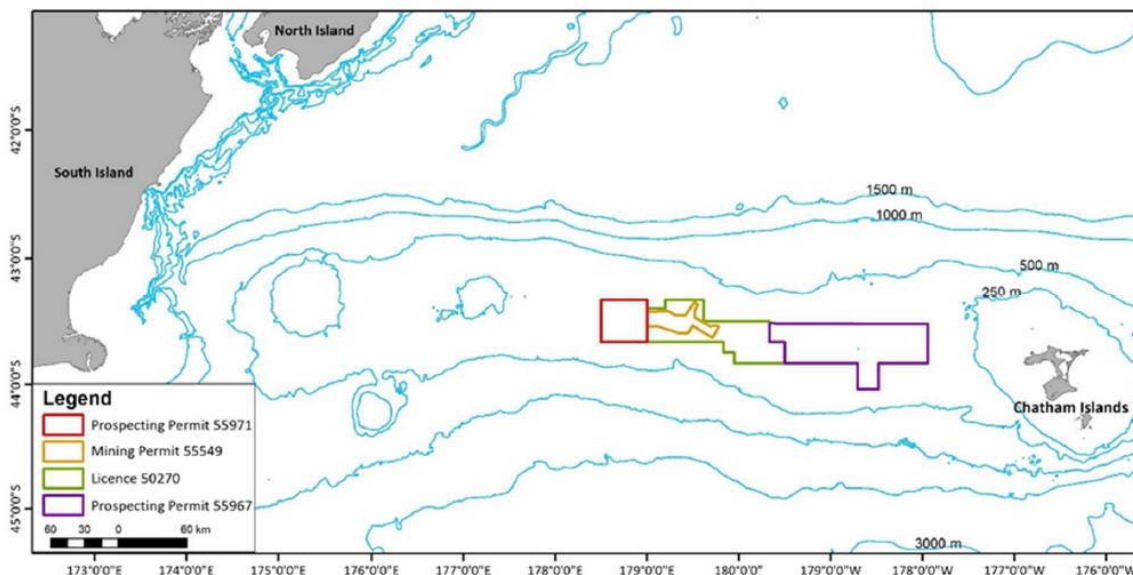 North Island
42°0'0"S
South Island
1500 m
1000 m
43°0'0"S
500 m
250 m
44°0'0"S
Chatham Islands
Legend
Prospecting Permit 55971
Mining Permit 55549
Licence 50270
Prospecting Permit 55967
45°0'0"S
60 30 0 60 km
3000 m
173°0'0"E 174°0'0"E 175°0'0"E 176°0'0"E 177°0'0"E 178°0'0"E 179°0'0"E 180°0'0" 179°0'0"W 178°0'0"W 177°0'0"W 176°0'0"W